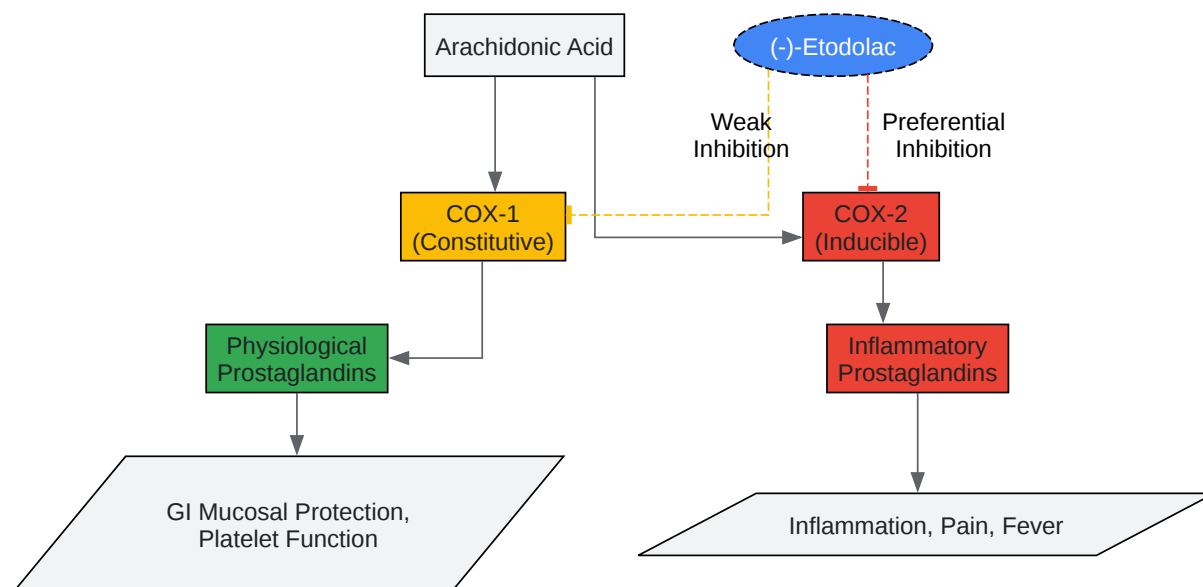 Arachidonic Acid
(-)-Etodolac
Weak
Inhibition
Preferential
Inhibition
COX-1
(Constitutive)
COX-2
(Inducible)
Physiological
Prostaglandins
Inflammatory
Prostaglandins
GI Mucosal Protection,
Platelet Function
Inflammation, Pain, Fever